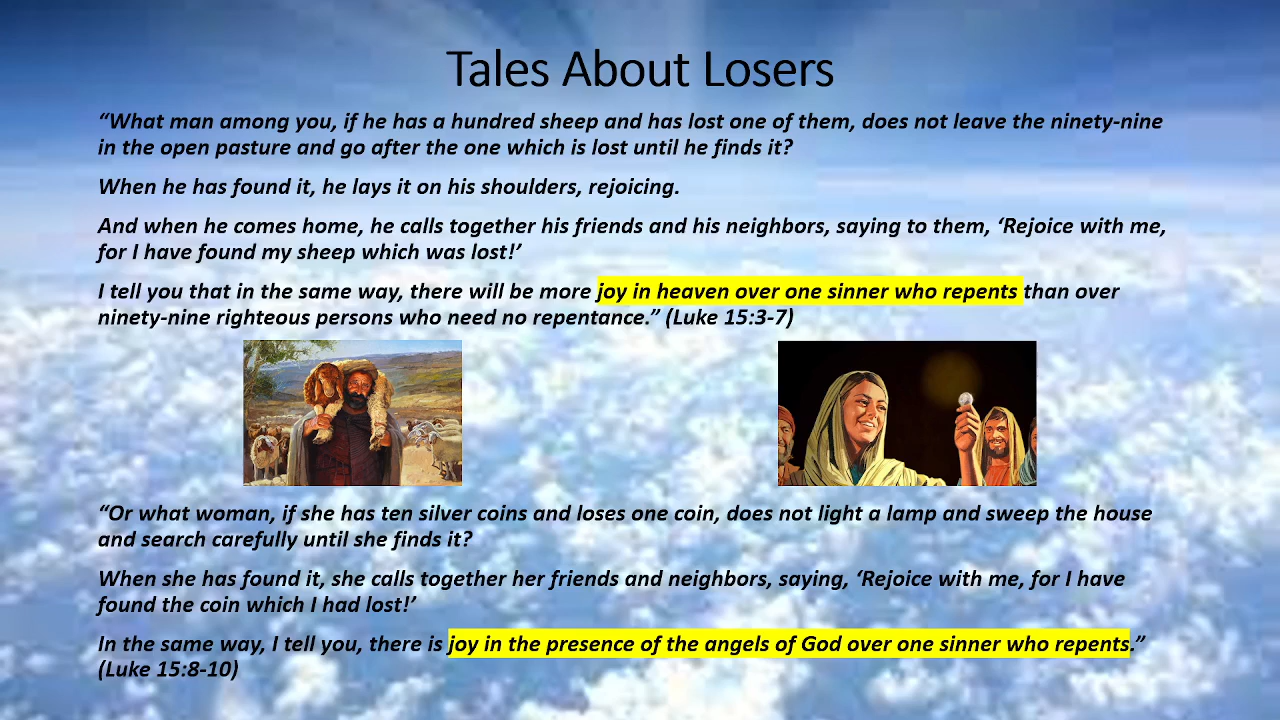 Tales About Losers
“What man among you, if he has a hundred sheep and has lost one of them, does not leave the ninety-nine
in the open pasture and go after the one which is lost until he finds it?
When he has found it, he lays it on his shoulders, rejoicing.
And when he comes home, he calls together his friends and his neighbors, saying to them, ‘Rejoice with me,
for I have found my sheep which was lost!’
I tell you that in the same way, there will be more joy in heaven over one sinner who repents than over
ninety-nine righteous persons who need no repentance.” (Luke 15:3-7)
“Or what woman, if she has ten silver coins and loses one coin, does not light a lamp and sweep the house
and search carefully until she finds it?
When she has found it, she calls together her friends and neighbors, saying, ‘Rejoice with me, for I have
found the coin which I had lost!’
In the same way, I tell you, there is joy in the presence of the angels of God over one sinner who repents.”
(Luke 15:8-10)